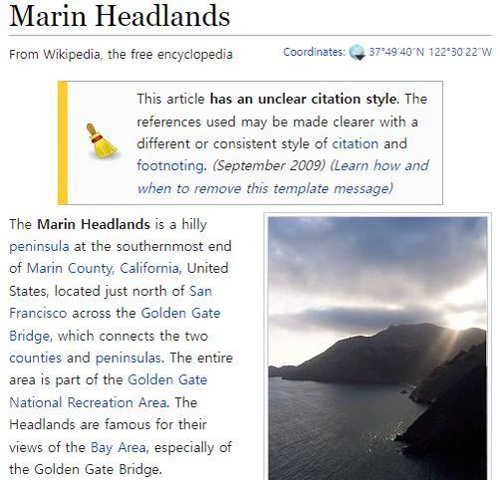 Marin Headlands
From Wikipedia, the free encyclopedia
Coordinates: 37°49′40″N 122°30′22″W
This article has an unclear citation style. The
references used may be made clearer with a
different or consistent style of citation and
footnoting. (September 2009) (Learn how and
when to remove this template message)
The Marin Headlands is a hilly
peninsula at the southernmost end
of Marin County, California, United
States, located just north of San
Francisco across the Golden Gate
Bridge, which connects the two
counties and peninsulas. The entire
area is part of the Golden Gate
National Recreation Area. The
Headlands are famous for their
views of the Bay Area, especially of
the Golden Gate Bridge.